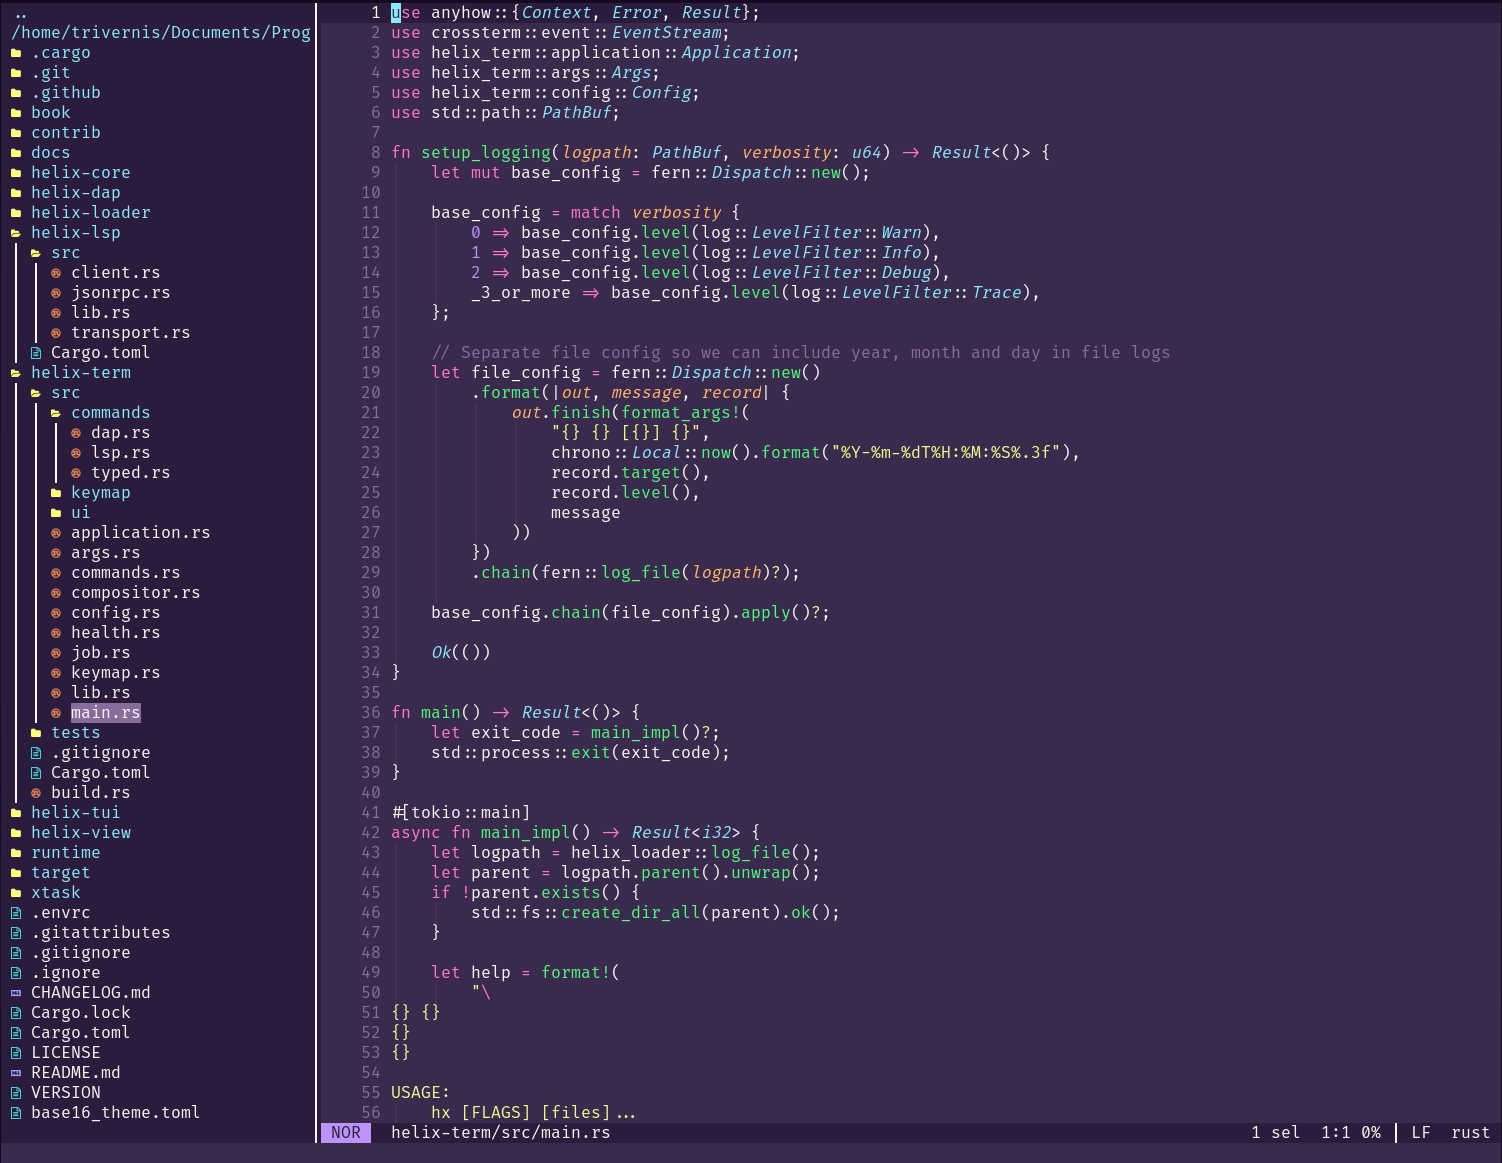 ..
/home/trivernis/Documents/Prog
.cargo
.git
.github
book
contrib
docs
helix-core
helix-dap
helix-loader
helix-lsp
src
client.rs
jsonrpc.rs
lib.rs
transport.rs
Cargo.toml
helix-term
src
commands
dap.rs
lsp.rs
typed.rs
keymap
ui
application.rs
args.rs
commands.rs
compositor.rs
config.rs
health.rs
job.rs
keymap.rs
lib.rs
main.rs
tests
.gitignore
Cargo.toml
build.rs
helix-tui
helix-view
runtime
target
xtask
.envrc
.gitattributes
.gitignore
.ignore
CHANGELOG.md
Cargo.lock
Cargo.toml
LICENSE
README.md
VERSION
base16_theme.toml
1 use anyhow::{Context, Error, Result};
2 use crossterm::event::EventStream;
3 use helix_term::application::Application;
4 use helix_term::args::Args;
5 use helix_term::config::Config;
6 use std::path::PathBuf;
7
8 fn setup_logging(logpath: PathBuf, verbosity: u64) -> Result<()> {
9     let mut base_config = fern::Dispatch::new();
10
11     base_config = match verbosity {
12         0 => base_config.level(log::LevelFilter::Warn),
13         1 => base_config.level(log::LevelFilter::Info),
14         2 => base_config.level(log::LevelFilter::Debug),
15         _3_or_more => base_config.level(log::LevelFilter::Trace),
16     };
17
18     // Separate file config so we can include year, month and day in file logs
19     let file_config = fern::Dispatch::new()
20         .format(|out, message, record| {
21             out.finish(format_args!(
22                 "{} {} [{}] {}",
23                 chrono::Local::now().format("%Y-%m-%dT%H:%M:%S%.3f"),
24                 record.target(),
25                 record.level(),
26                 message
27             ))
28         })
29         .chain(fern::log_file(logpath)?);
30
31     base_config.chain(file_config).apply()?;
32
33     Ok(())
34 }
35
36 fn main() -> Result<()> {
37     let exit_code = main_impl()?;
38     std::process::exit(exit_code);
39 }
40
41 #[tokio::main]
42 async fn main_impl() -> Result<i32> {
43     let logpath = helix_loader::log_file();
44     let parent = logpath.parent().unwrap();
45     if !parent.exists() {
46         std::fs::create_dir_all(parent).ok();
47     }
48
49     let help = format!(
50         "\
51 {} {}
52 {}
53 {}
54
55 USAGE:
56     hx [FLAGS] [files]...
NOR helix-term/src/main.rs 1 sel 1:1 0% | LF rust